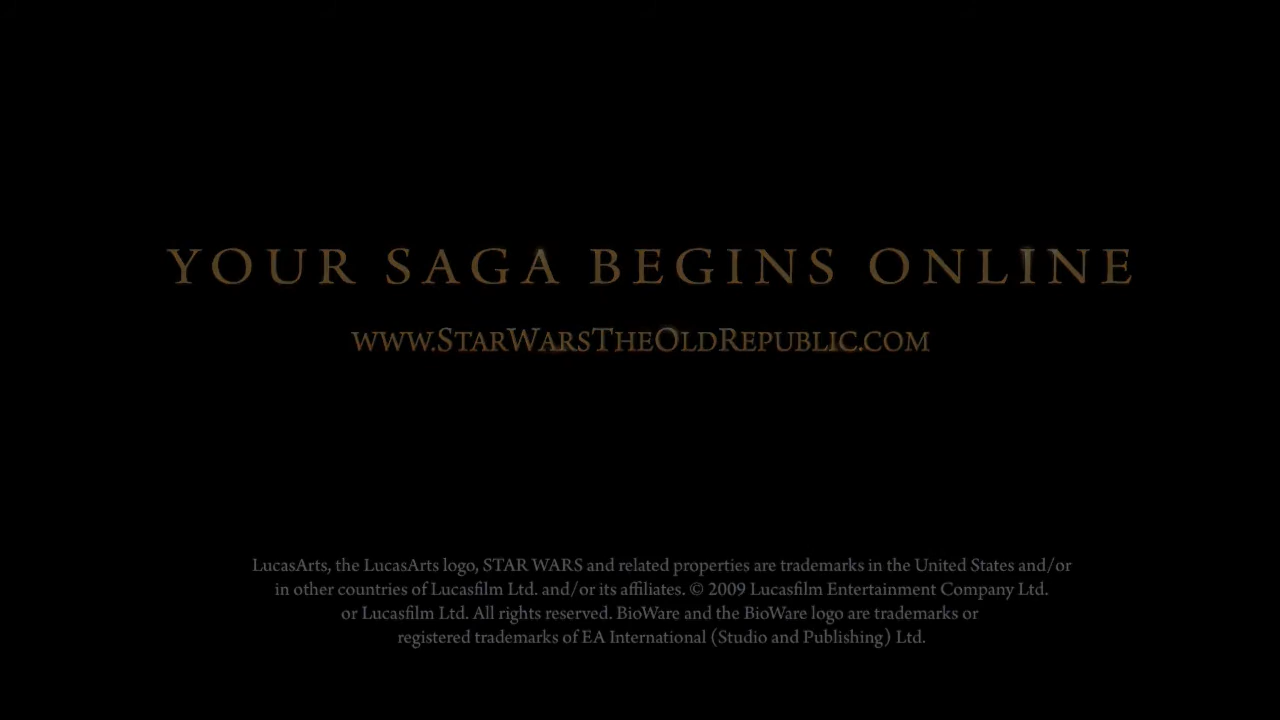 YOUR SAGA BEGINS ONLINE
WWW.STARWARSTHEOLDREPUBLIC.COM
LucasArts, the LucasArts logo, STAR WARS and related properties are trademarks in the United States and/or
in other countries of Lucasfilm Ltd. and/or its affiliates. © 2009 Lucasfilm Entertainment Company Ltd.
or Lucasfilm Ltd. All rights reserved. BioWare and the BioWare logo are trademarks or
registered trademarks of EA International (Studio and Publishing) Ltd.